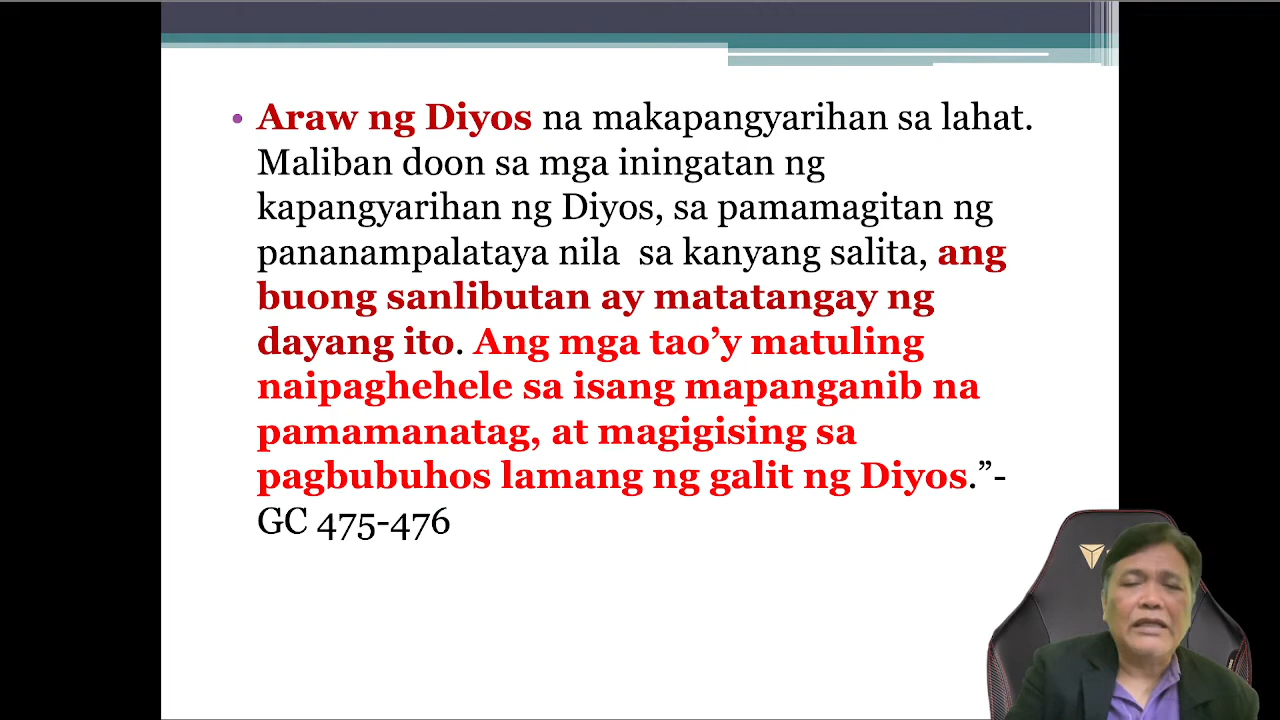 • Araw ng Diyos na makapangyarihan sa lahat.
Maliban doon sa mga iningatan ng
kapangyarihan ng Diyos, sa pamamagitan ng
pananampalataya nila  sa kanyang salita, ang
buong sanlibutan ay matatangay ng
dayang ito. Ang mga tao’y matuling
naipaghehele sa isang mapanganib na
pamamanatag, at magigising sa
pagbubuhos lamang ng galit ng Diyos.”-
GC 475-476